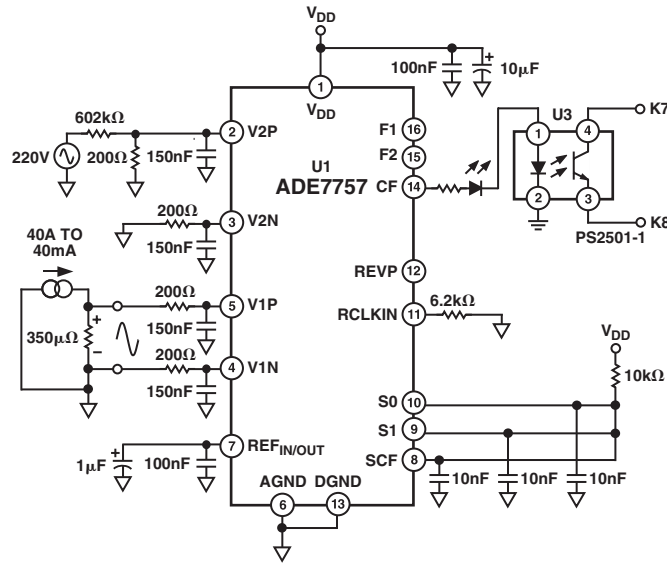 VDD
100nF
10µF
+
1
VDD
602kΩ
2
V2P
220V
200Ω
150nF
U1
ADE7757
F1
16
F2
15
CF
14
U3
1
4
2
3
K7
K8
PS2501-1
200Ω
3
V2N
150nF
40A TO
40mA
REVP
12
200Ω
5
V1P
RCLKIN
11
6.2kΩ
350µΩ
+
–
150nF
200Ω
4
V1N
150nF
VDD
10kΩ
S0
10
S1
9
SCF
8
10nF
10nF
10nF
7
REFIN/OUT
+
1µF
100nF
AGND
DGND
6
13